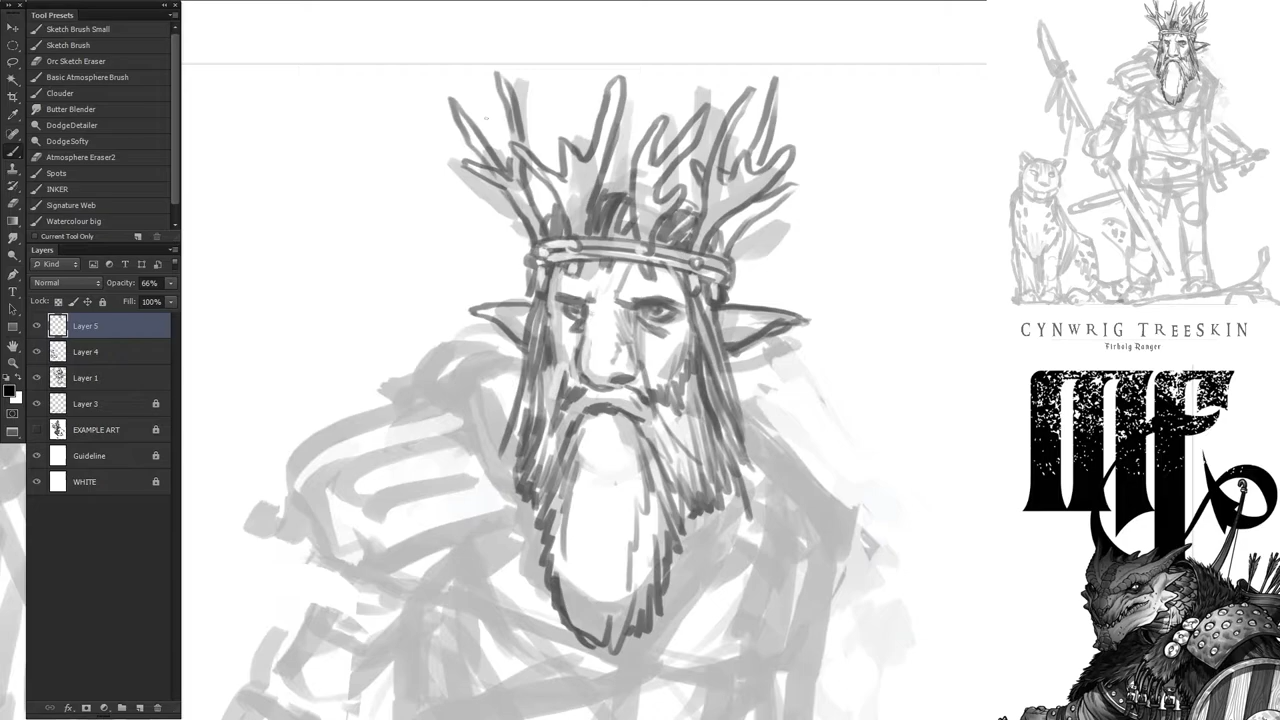 Tool Presets
Sketch Brush Small
Sketch Brush
Orc Sketch Eraser
Basic Atmosphere Brush
Clouder
Butter Blender
DodgeDetailer
DodgeSofty
Atmosphere Eraser2
Spots
INKER
Signature Web
Watercolour big
Current Tool Only
Layers
Kind
Normal
Opacity: 66%
Lock:
Fill: 100%
Layer 5
Layer 4
Layer 1
Layer 3
EXAMPLE ART
Guideline
WHITE
CYNWRIG TREESKIN
Firbolg Ranger